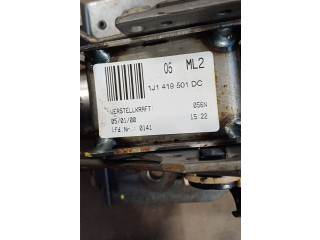 06 ML2
1J1 419 501 DC
VERSTELLKRAFT: 056N
05/01/00 15:22
lfd.Nr.: 0141